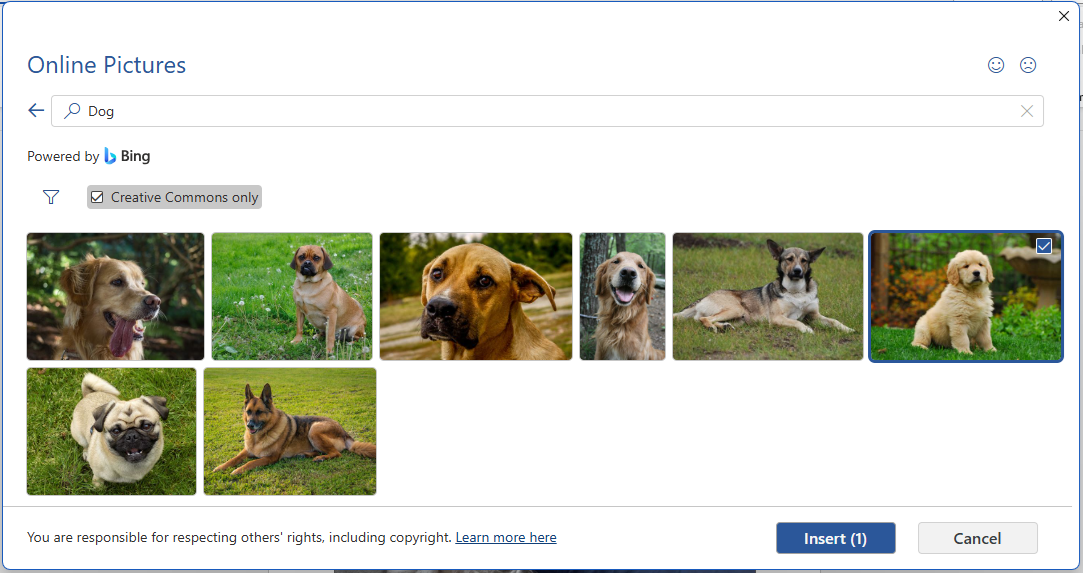 Online Pictures
Dog
Powered by Bing
Creative Commons only
You are responsible for respecting others' rights, including copyright. Learn more here
Insert (1)
Cancel